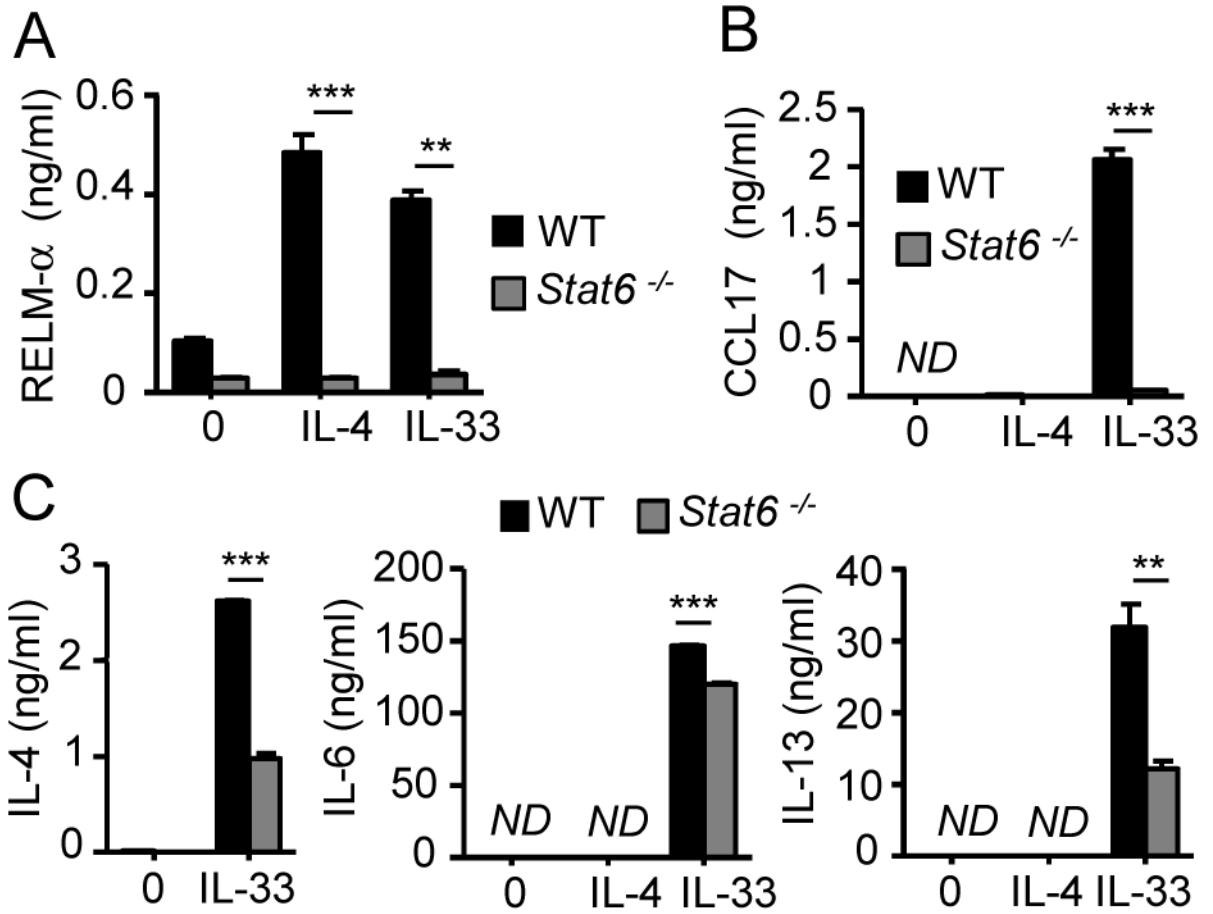 A
RELM-α (ng/ml)
0.6
0.4
0.2
0
***
**
0 IL-4 IL-33
WT
Stat6 -/-
B
CCL17 (ng/ml)
2.5
2
1.5
1
0.5
0
***
WT
Stat6 -/-
ND
0 IL-4 IL-33
C
WT Stat6 -/-
IL-4 (ng/ml)
3
2
1
0
***
0 IL-33
IL-6 (ng/ml)
200
150
100
50
0
***
ND ND
0 IL-4 IL-33
IL-13 (ng/ml)
40
30
20
10
0
**
ND ND
0 IL-4 IL-33